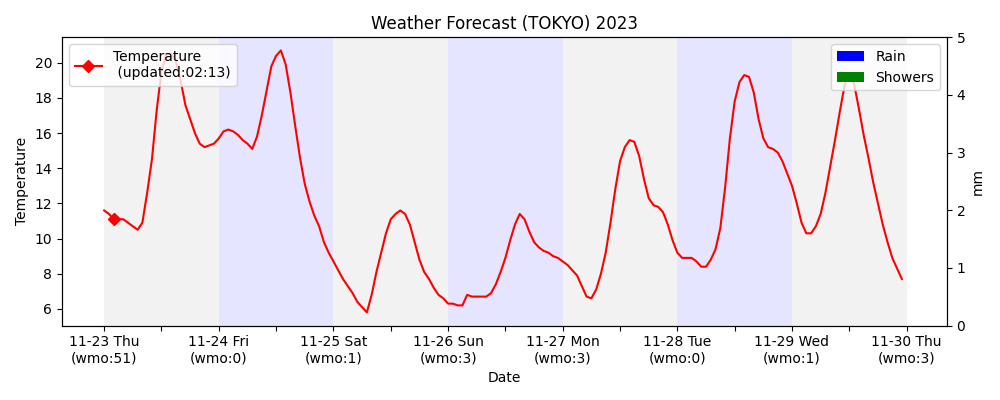 Weather Forecast (TOKYO) 2023
Temperature
(updated:02:13)
Rain
Showers
Temperature
20
18
16
14
12
10
8
6
5
4
3
2
1
0
mm
11-23 Thu
(wmo:51)
11-24 Fri
(wmo:0)
11-25 Sat
(wmo:1)
11-26 Sun
(wmo:3)
11-27 Mon
(wmo:3)
11-28 Tue
(wmo:0)
11-29 Wed
(wmo:1)
11-30 Thu
(wmo:3)
Date